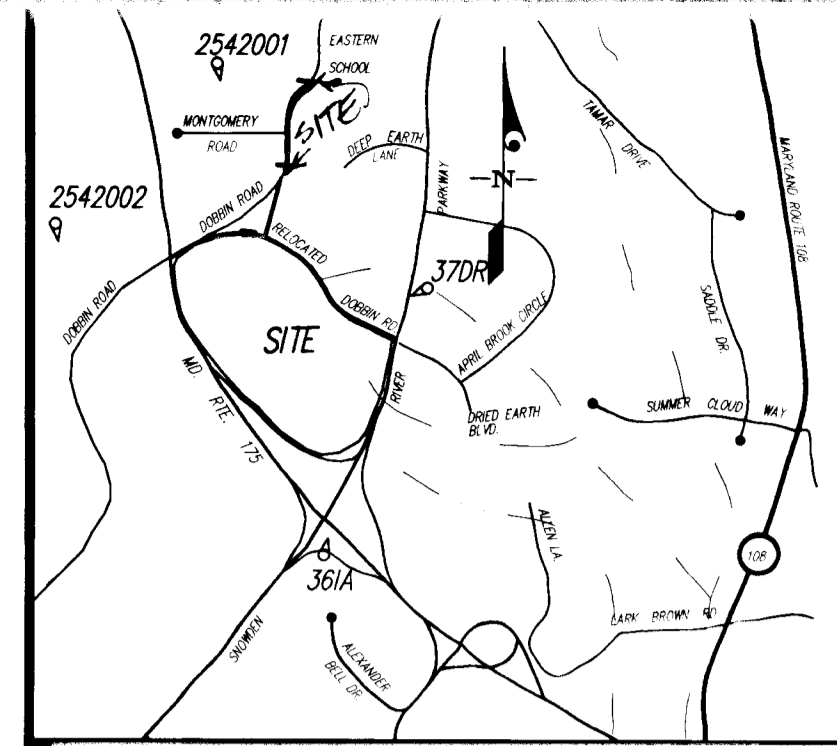 2542001
EASTERN
SCHOOL
MONTGOMERY
ROAD
SITE
DEEP EARTH
LANE
TAMAR DRIVE
MARYLAND ROUTE 108
PARKWAY
-N-
2542002
DOBBIN ROAD
RELOCATED
DOBBIN RD.
37DR
DOBBIN ROAD
SITE
APRIL BROOK CIRCLE
SADDLE DR.
MD. RTE. 175
RIVER
DRIED EARTH
BLVD.
SUMMER CLOUD WAY
ALLEN LA.
108
361A
LARK BROWN RD
SNOWDEN
ALEXANDER
BELL DR.